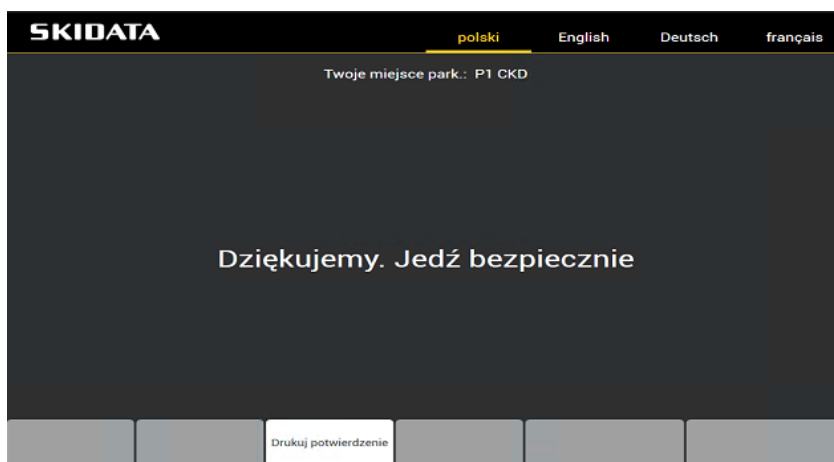 SKIDATA
polski English Deutsch français
Twoje miejsce park.: P1 CKD
Dziękujemy. Jedź bezpiecznie
Drukuj potwierdzenie